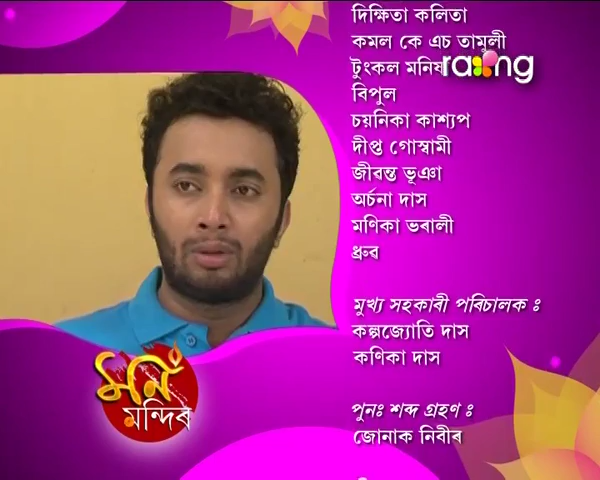 দিক্ষিতা কলিতা
কমল কে এচ তামুলী
টুংকল মনিষ
rang
বিপুল
চয়নিকা কাশ্যপ
দীপ্ত গোস্বামী
জীৱন্ত ভূঞা
অৰ্চনা দাস
মণিকা ভৰালী
ধ্ৰুৱ
মুখ্য সহকাৰী পৰিচালক ঃ
কল্পজ্যোতি দাস
কণিকা দাস
পুনঃ শব্দ গ্ৰহণ ঃ
জোনাক নিবীৰ
মন
মন্দিৰ